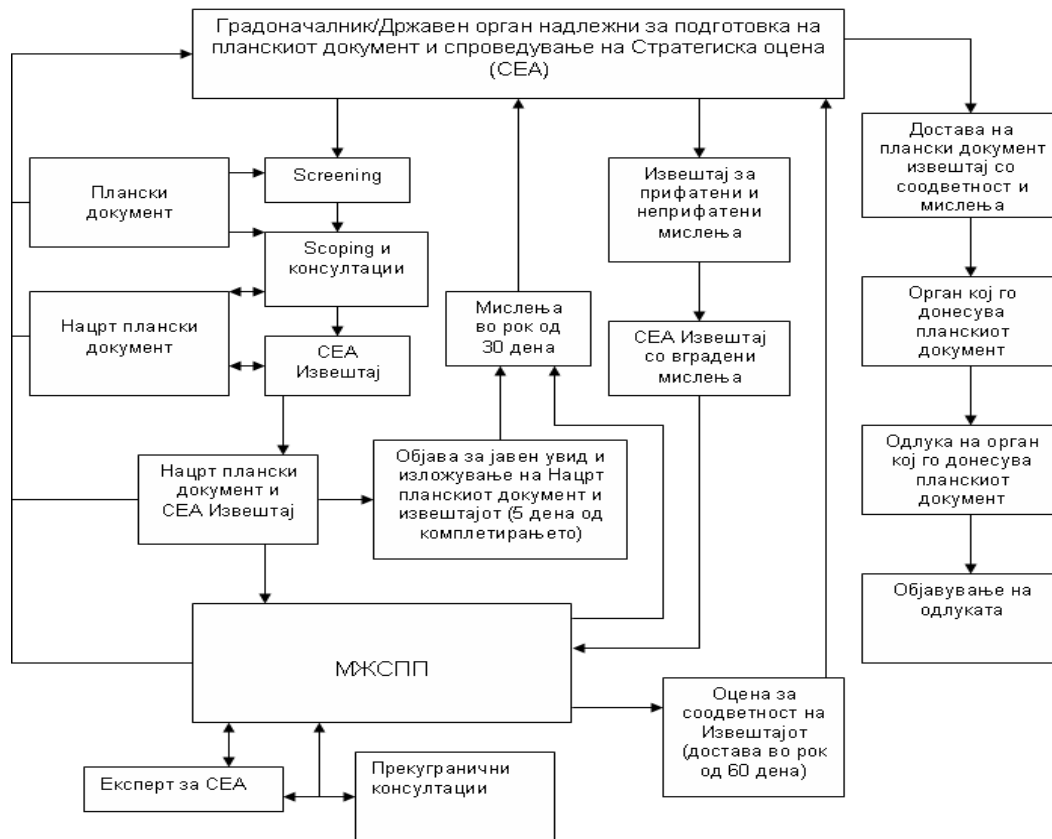 Градоначалник/Државен орган надлежни за подготовка на
планскиот документ и спроведување на Стратегиска оцена
(СЕА)
Плански
документ
Screening
Scoping и
консултации
Нацрт плански
документ
СЕА
Извештај
Мислења
во рок од
30 дена
Извештај за
прифатени и
неприфатени
мислења
СЕА Извештај
со вградени
мислења
Достава на
плански документ
извештај со
соодветност и
мислења
Орган кој го
донесува
планскиот
документ
Одлука на орган
кој го донесува
планскиот
документ
Објавување на
одлуката
Нацрт плански
документ и
СЕА Извештај
Објава за јавен увид и
изложување на Нацрт
планскиот документ и
извештајот (5 дена од
комплетирањето)
МЖСПП
Оцена за
соодветност на
Извештајот
(достава во рок
од 60 дена)
Експерт за СЕА
Прекугранични
консултации